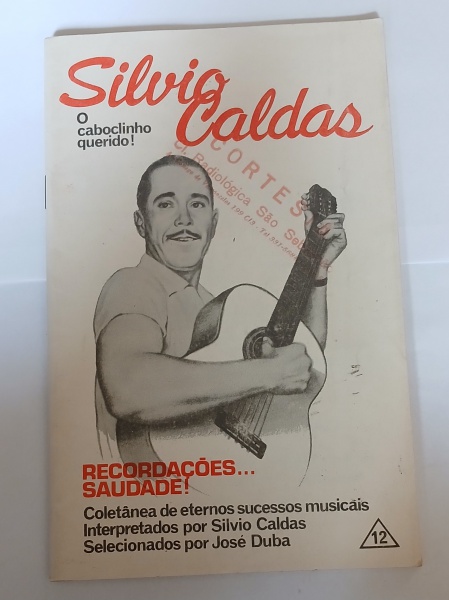 Silvio
Caldas
O
caboclinho
querido!
CORTESIA
Radiológica São
RECORDAÇÕES...
SAUDADE!
Coletânea de eternos sucessos musicais
Interpretados por Silvio Caldas
Selecionados por José Duba
12